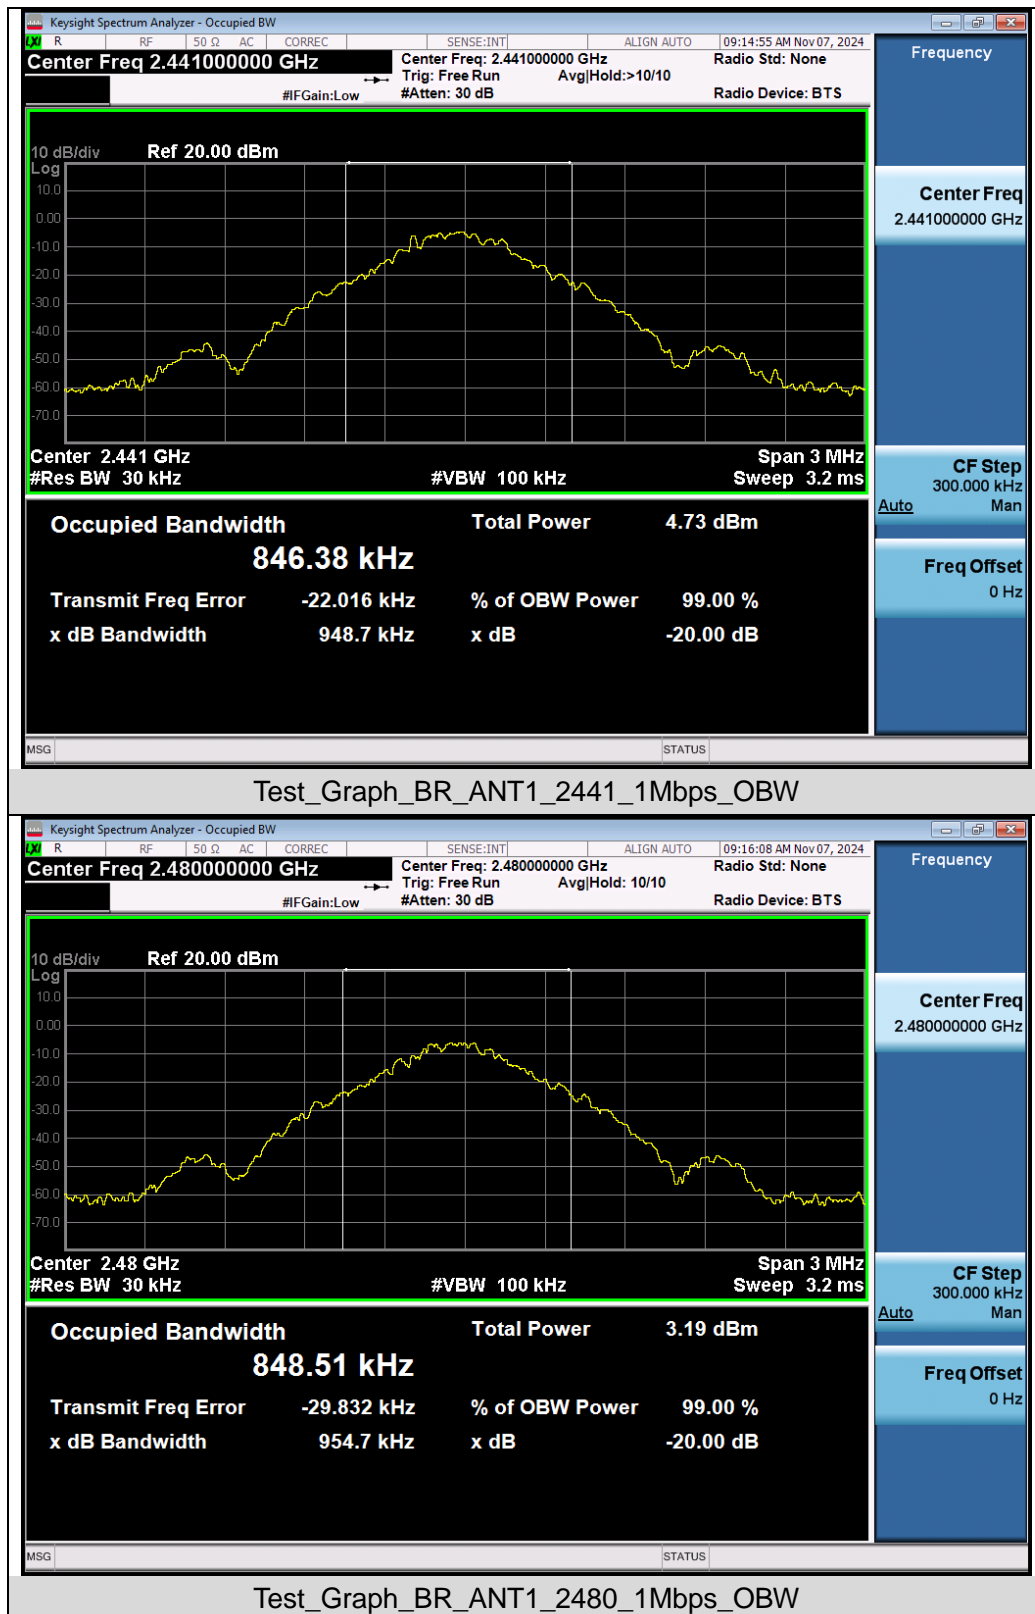 Keysight Spectrum Analyzer - Occupied BW
LXI R RF 50 Ω AC CORREC SENSE:INT ALIGN AUTO 09:14:55 AM Nov 07, 2024
Center Freq 2.441000000 GHz
Center Freq: 2.441000000 GHz Radio Std: None
Trig: Free Run Avg|Hold:>10/10
#IFGain:Low #Atten: 30 dB Radio Device: BTS
Frequency
10 dB/div Ref 20.00 dBm
Log
10.0
0.00
-10.0
-20.0
-30.0
-40.0
-50.0
-60.0
-70.0
Center 2.441 GHz Span 3 MHz
#Res BW 30 kHz #VBW 100 kHz Sweep 3.2 ms
Center Freq
2.441000000 GHz
CF Step
300.000 kHz
Auto Man
Freq Offset
0 Hz
Occupied Bandwidth Total Power 4.73 dBm
846.38 kHz
Transmit Freq Error -22.016 kHz % of OBW Power 99.00 %
x dB Bandwidth 948.7 kHz x dB -20.00 dB
MSG STATUS
Test_Graph_BR_ANT1_2441_1Mbps_OBW
Keysight Spectrum Analyzer - Occupied BW
LXI R RF 50 Ω AC CORREC SENSE:INT ALIGN AUTO 09:16:08 AM Nov 07, 2024
Center Freq 2.480000000 GHz
Center Freq: 2.480000000 GHz Radio Std: None
Trig: Free Run Avg|Hold: 10/10
#IFGain:Low #Atten: 30 dB Radio Device: BTS
Frequency
10 dB/div Ref 20.00 dBm
Log
10.0
0.00
-10.0
-20.0
-30.0
-40.0
-50.0
-60.0
-70.0
Center 2.48 GHz Span 3 MHz
#Res BW 30 kHz #VBW 100 kHz Sweep 3.2 ms
Center Freq
2.480000000 GHz
CF Step
300.000 kHz
Auto Man
Freq Offset
0 Hz
Occupied Bandwidth Total Power 3.19 dBm
848.51 kHz
Transmit Freq Error -29.832 kHz % of OBW Power 99.00 %
x dB Bandwidth 954.7 kHz x dB -20.00 dB
MSG STATUS
Test_Graph_BR_ANT1_2480_1Mbps_OBW